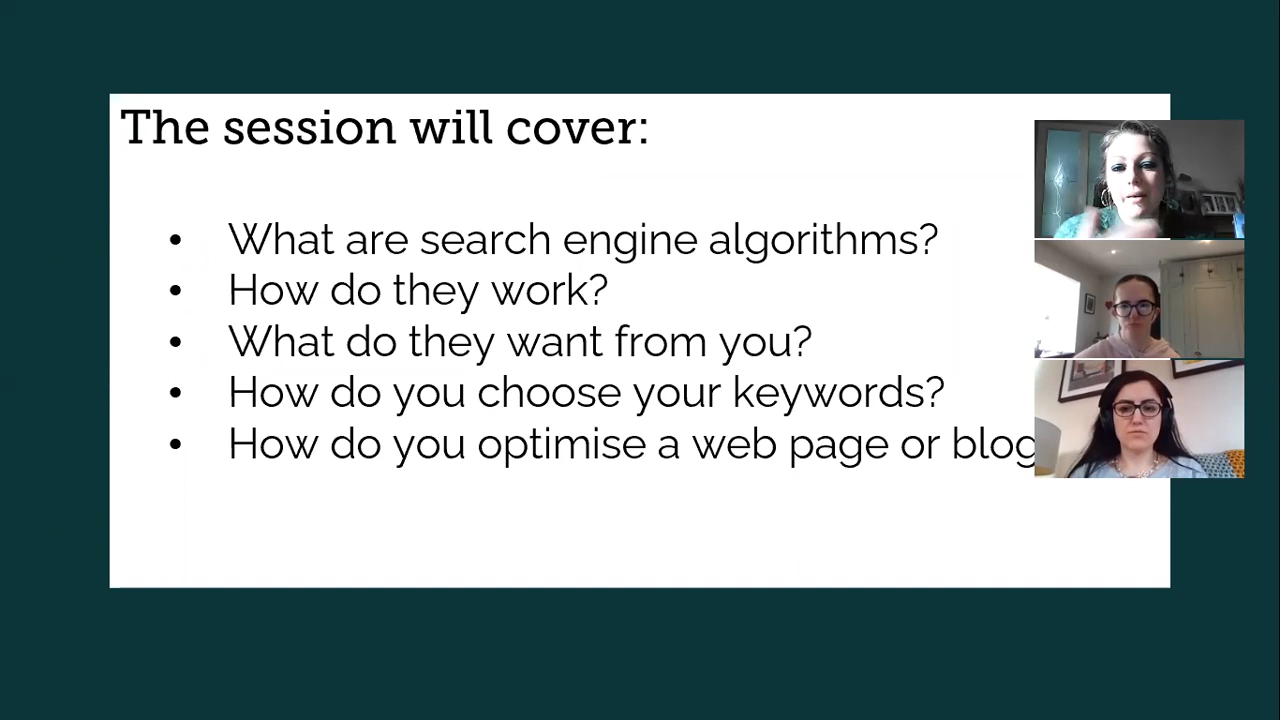 The session will cover:
• What are search engine algorithms?
• How do they work?
• What do they want from you?
• How do you choose your keywords?
• How do you optimise a web page or blog